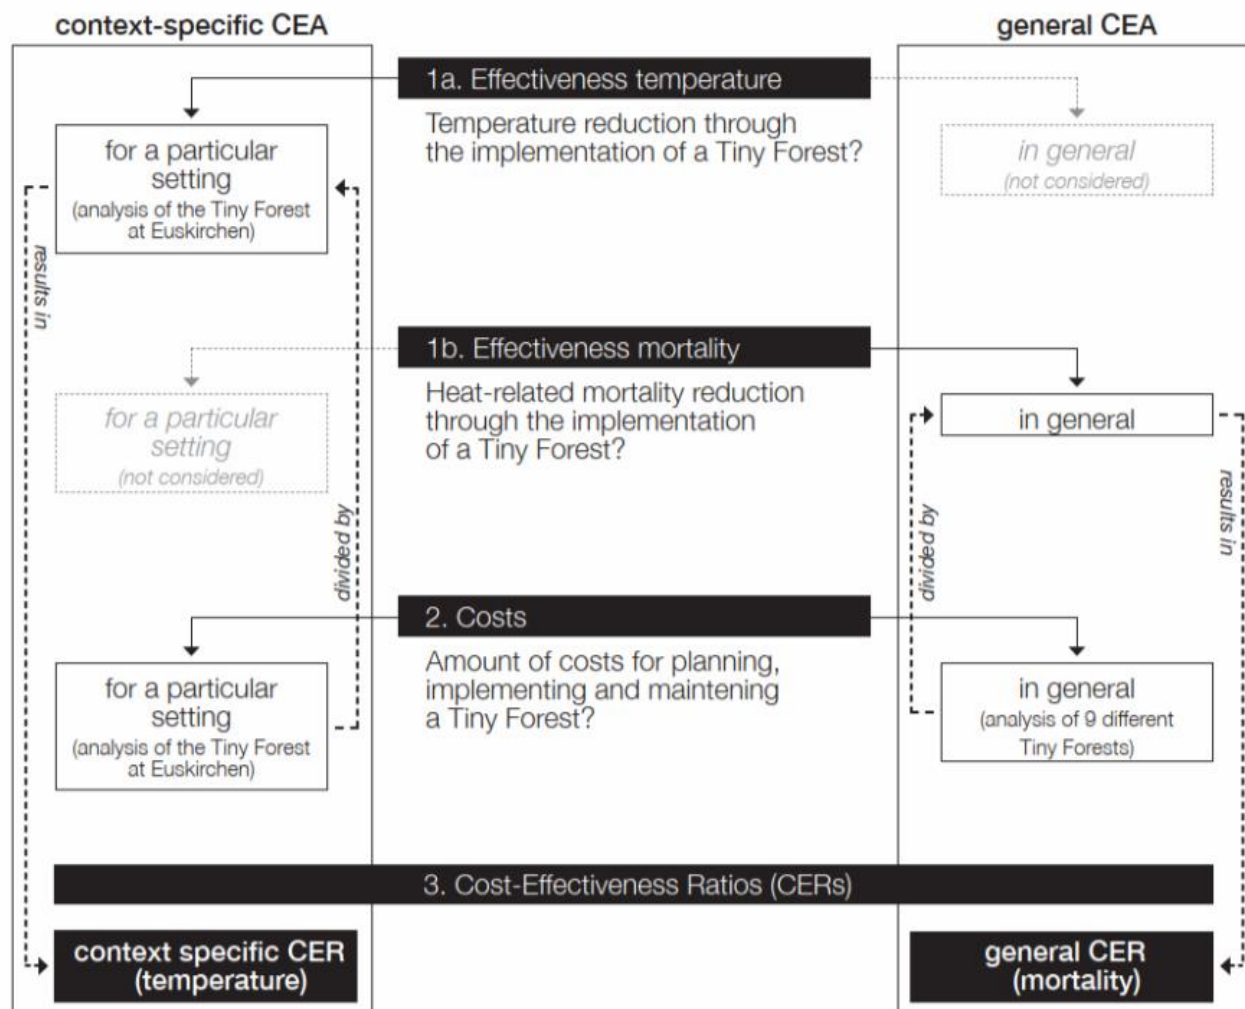 context-specific CEA
general CEA
1a. Effectiveness temperature
Temperature reduction through
the implementation of a Tiny Forest?
for a particular
setting
(analysis of the Tiny Forest
at Euskirchen)
in general
(not considered)
results in
1b. Effectiveness mortality
Heat-related mortality reduction
through the implementation
of a Tiny Forest?
for a particular
setting
(not considered)
in general
divided by
divided by
results in
2. Costs
Amount of costs for planning,
implementing and maintening
a Tiny Forest?
for a particular
setting
(analysis of the Tiny Forest
at Euskirchen)
in general
(analysis of 9 different
Tiny Forests)
3. Cost-Effectiveness Ratios (CERs)
context specific CER
(temperature)
general CER
(mortality)